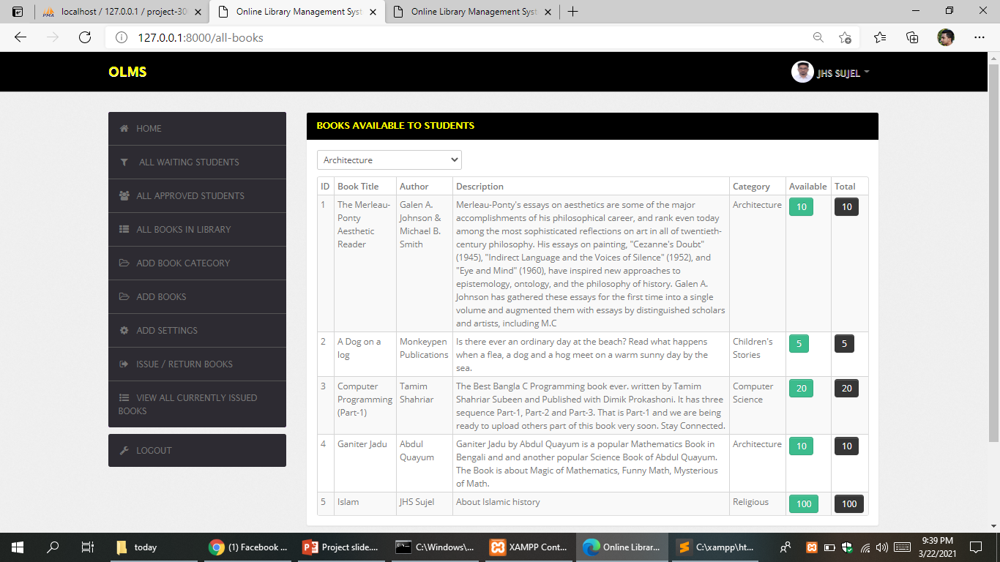 localhost / 127.0.0.1 / project-30
Online Library Management Syst
Online Library Management Syst
127.0.0.1:8000/all-books
OLMS
JHS SUJEL
HOME
ALL WAITING STUDENTS
ALL APPROVED STUDENTS
ALL BOOKS IN LIBRARY
ADD BOOK CATEGORY
ADD BOOKS
ADD SETTINGS
ISSUE / RETURN BOOKS
VIEW ALL CURRENTLY ISSUED
BOOKS
LOGOUT
BOOKS AVAILABLE TO STUDENTS
Architecture
ID Book Title Author Description Category Available Total
1 The Merleau- Galen A. Merleau-Ponty's essays on aesthetics are some of the major Architecture 10 10
Ponty Johnson & accomplishments of his philosophical career, and rank even today
Aesthetic Michael B. among the most sophisticated reflections on art in all of twentieth-
Reader Smith century philosophy. His essays on painting, "Cezanne's Doubt"
(1945), "Indirect Language and the Voices of Silence" (1952), and
"Eye and Mind" (1960), have inspired new approaches to
epistemology, ontology, and the philosophy of history. Galen A.
Johnson has gathered these essays for the first time into a single
volume and augmented them with essays by distinguished scholars
and artists, including M.C
2 A Dog on a Monkeypen Is there ever an ordinary day at the beach? Read what happens Children's 5 5
log Publications when a flea, a dog and a hog meet on a warm sunny day by the Stories
sea.
3 Computer Tamim The Best Bangla C Programming book ever. written by Tamim Computer 20 20
Programming Shahriar Shahriar Subeen and Published with Dimik Prokashoni. It has three Science
(Part-1) sequence Part-1, Part-2 and Part-3. That is Part-1 and we are being
ready to upload others part of this book very soon. Stay Connected.
4 Ganiter Jadu Abdul Ganiter Jadu by Abdul Quayum is a popular Mathematics Book in Architecture 10 10
Quayum Bengali and and another popular Science Book of Abdul Quayum.
The Book is about Magic of Mathematics, Funny Math, Mysterious
of Math.
5 Islam JHS Sujel About Islamic history Religious 100 100
today
(1) Facebook ...
Project slide....
C:\Windows\...
XAMPP Cont...
Online Librar...
C:\xampp\ht...
9:39 PM
3/22/2021